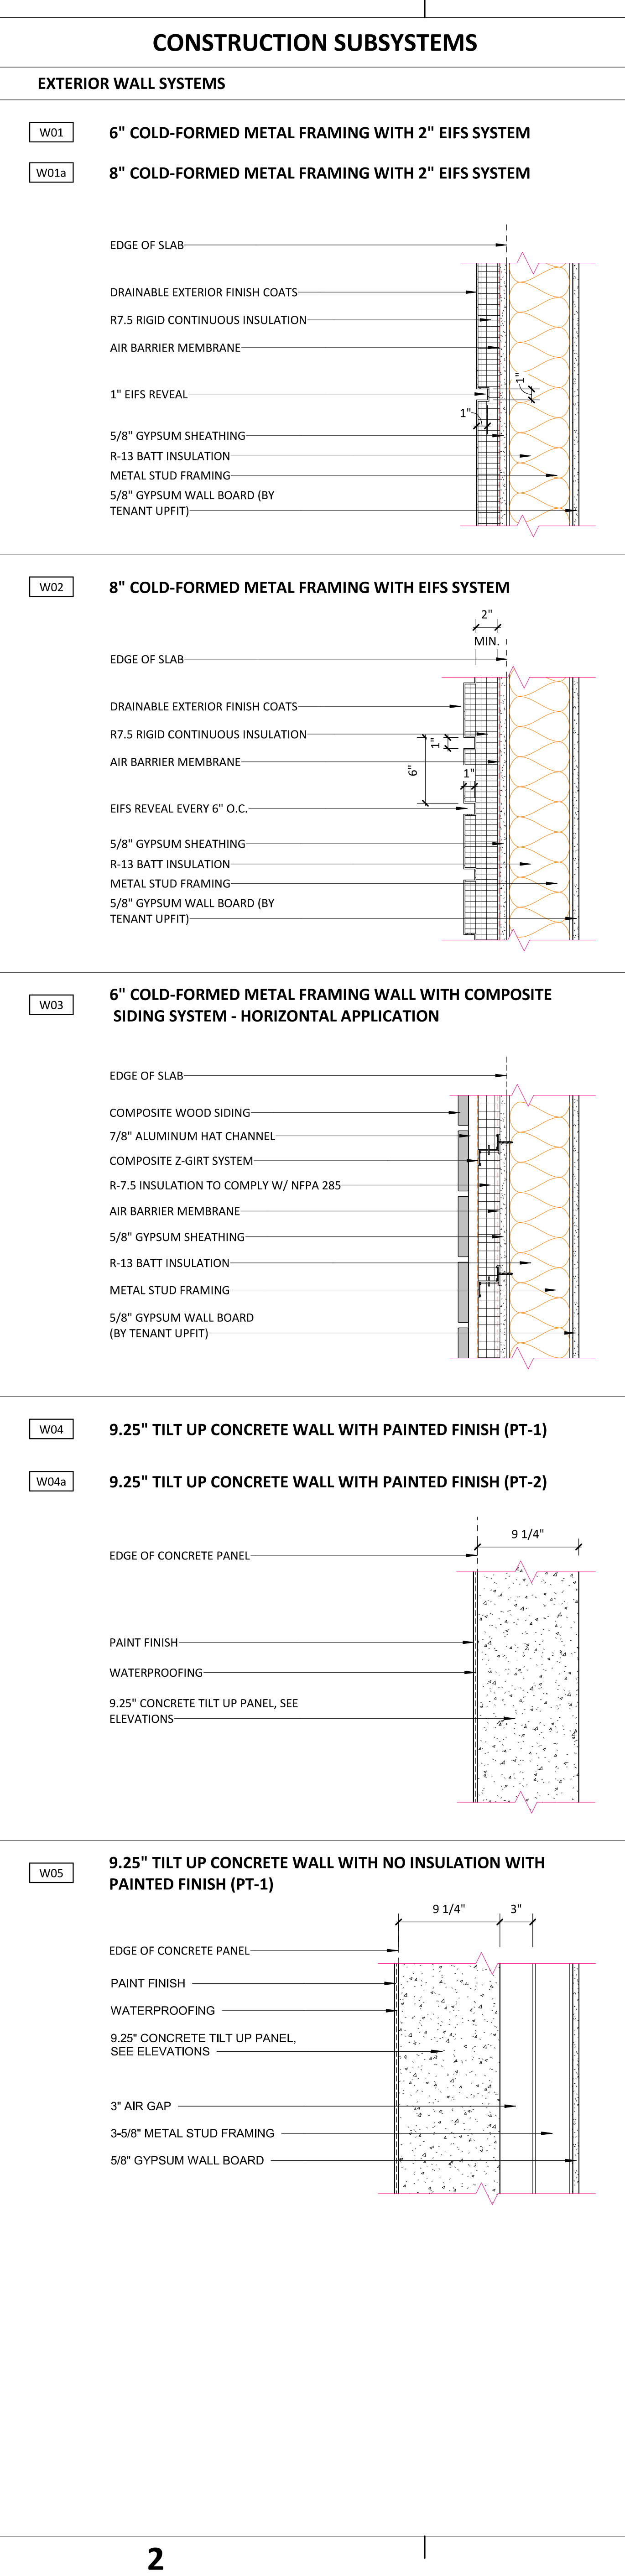 CONSTRUCTION SUBSYSTEMS
EXTERIOR WALL SYSTEMS
W01
6" COLD-FORMED METAL FRAMING WITH 2" EIFS SYSTEM
W01a
8" COLD-FORMED METAL FRAMING WITH 2" EIFS SYSTEM
EDGE OF SLAB
DRAINABLE EXTERIOR FINISH COATS
R7.5 RIGID CONTINUOUS INSULATION
AIR BARRIER MEMBRANE
1"
1" EIFS REVEAL
1"
5/8" GYPSUM SHEATHING
R-13 BATT INSULATION
METAL STUD FRAMING
5/8" GYPSUM WALL BOARD (BY
TENANT UPFIT)
W02
8" COLD-FORMED METAL FRAMING WITH EIFS SYSTEM
2"
MIN.
EDGE OF SLAB
DRAINABLE EXTERIOR FINISH COATS
R7.5 RIGID CONTINUOUS INSULATION
1"
AIR BARRIER MEMBRANE
6"
1"
EIFS REVEAL EVERY 6" O.C.
5/8" GYPSUM SHEATHING
R-13 BATT INSULATION
METAL STUD FRAMING
5/8" GYPSUM WALL BOARD (BY
TENANT UPFIT)
W03
6" COLD-FORMED METAL FRAMING WALL WITH COMPOSITE
SIDING SYSTEM - HORIZONTAL APPLICATION
EDGE OF SLAB
COMPOSITE WOOD SIDING
7/8" ALUMINUM HAT CHANNEL
COMPOSITE Z-GIRT SYSTEM
R-7.5 INSULATION TO COMPLY W/ NFPA 285
AIR BARRIER MEMBRANE
5/8" GYPSUM SHEATHING
R-13 BATT INSULATION
METAL STUD FRAMING
5/8" GYPSUM WALL BOARD
(BY TENANT UPFIT)
W04
9.25" TILT UP CONCRETE WALL WITH PAINTED FINISH (PT-1)
W04a
9.25" TILT UP CONCRETE WALL WITH PAINTED FINISH (PT-2)
9 1/4"
EDGE OF CONCRETE PANEL
PAINT FINISH
WATERPROOFING
9.25" CONCRETE TILT UP PANEL, SEE
ELEVATIONS
W05
9.25" TILT UP CONCRETE WALL WITH NO INSULATION WITH
PAINTED FINISH (PT-1)
9 1/4"
3"
EDGE OF CONCRETE PANEL
PAINT FINISH
WATERPROOFING
9.25" CONCRETE TILT UP PANEL,
SEE ELEVATIONS
3" AIR GAP
3-5/8" METAL STUD FRAMING
5/8" GYPSUM WALL BOARD
2